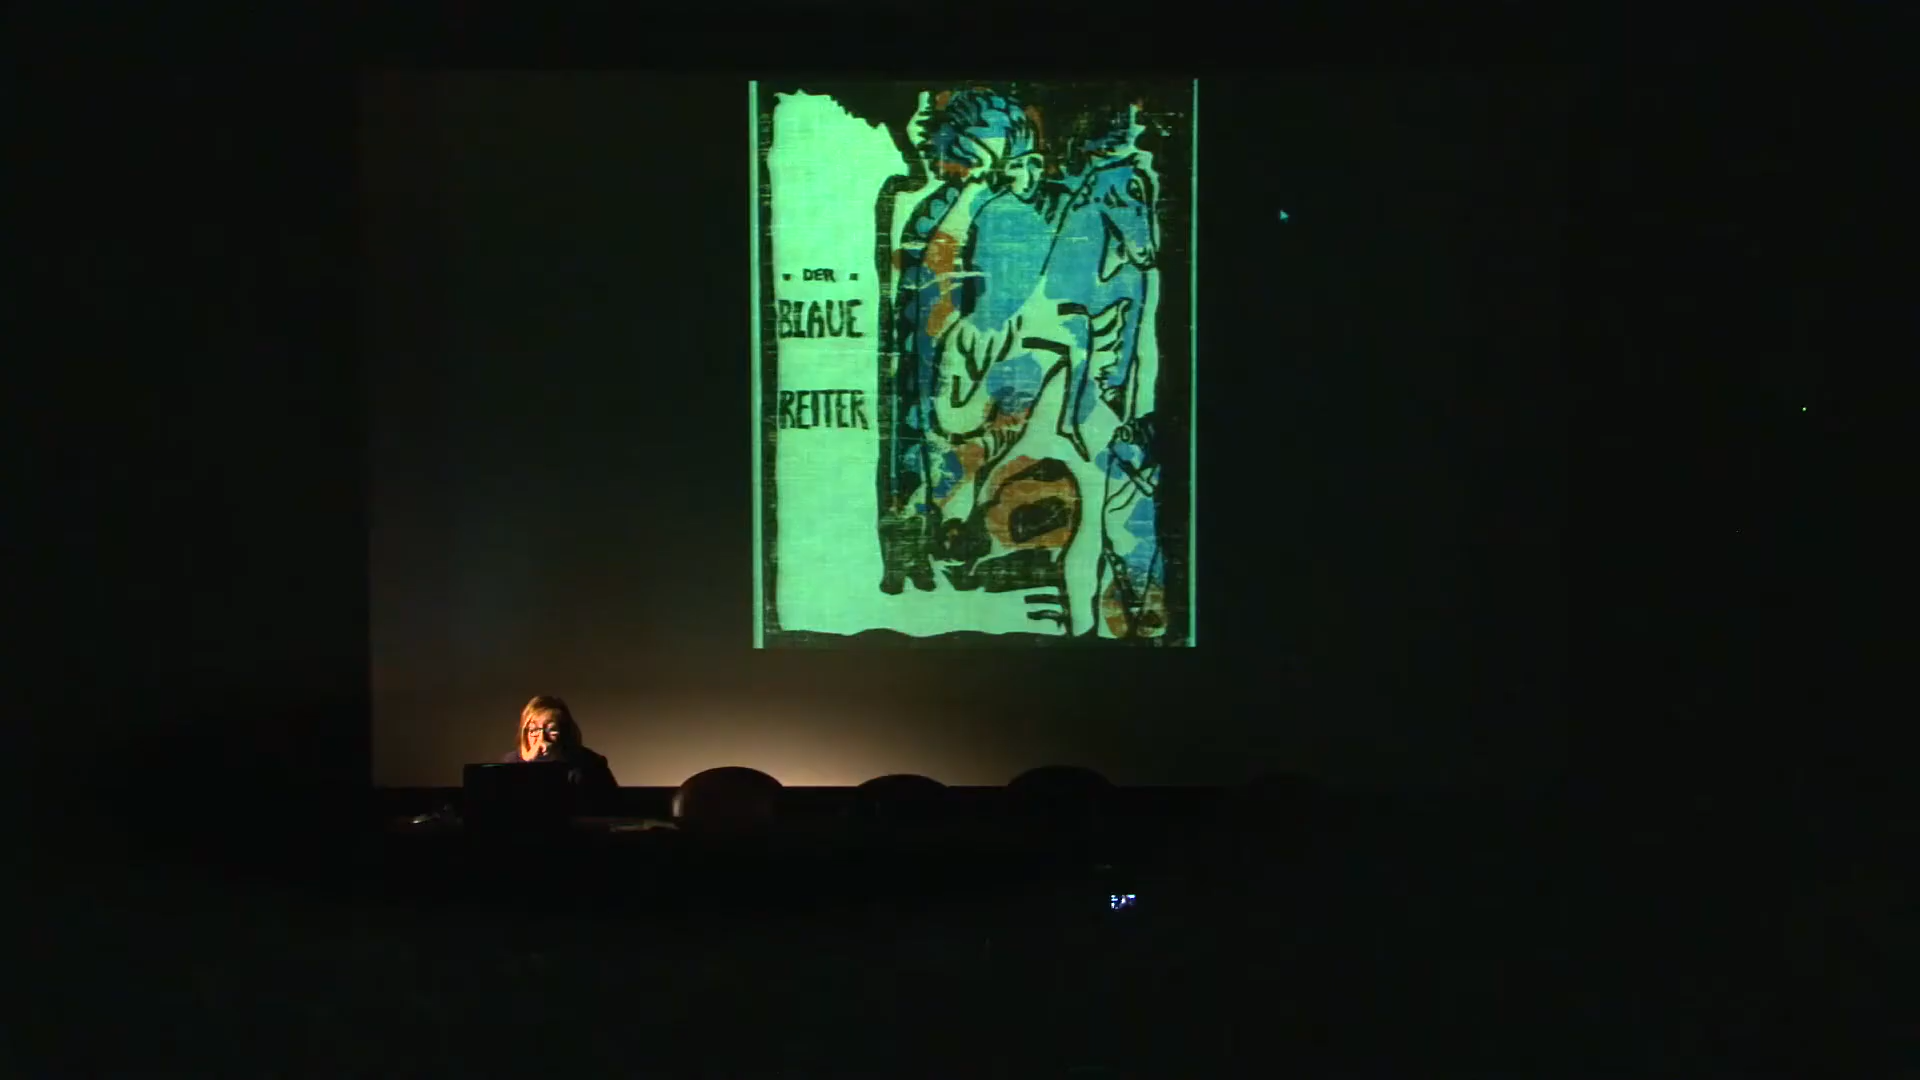 • DER •
BLAUE
REITER